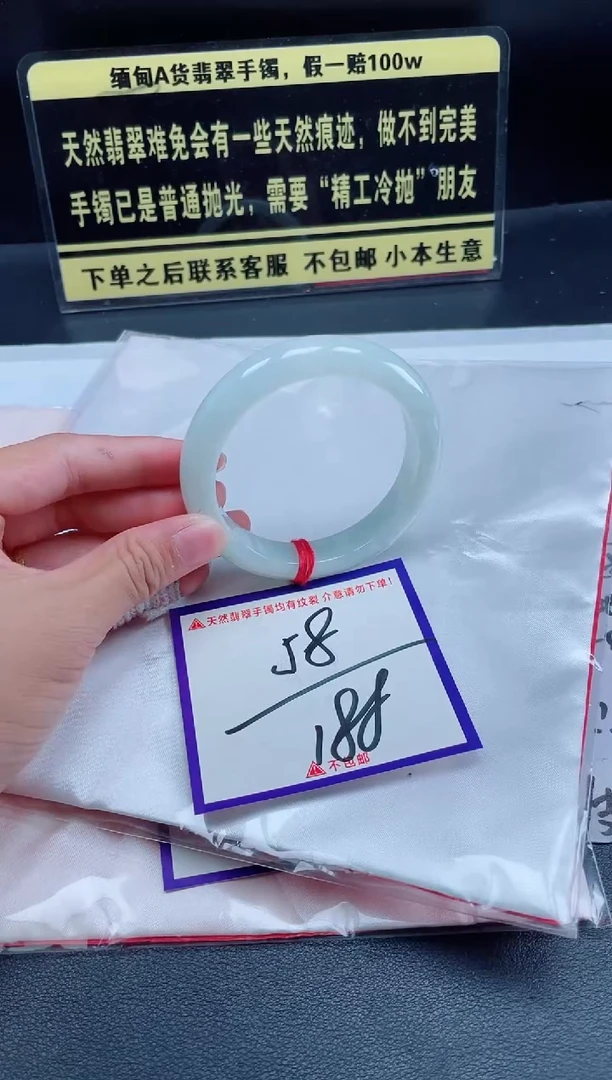 缅甸A货翡翠手镯，假一赔100w
天然翡翠难免会有一些天然痕迹，做不到完美
手镯已是普通抛光，需要“精工冷抛”朋友
下单之后联系客服 不包邮 小本生意
天然翡翠手镯均有纹裂 介意请勿下单！
58
188
不包邮